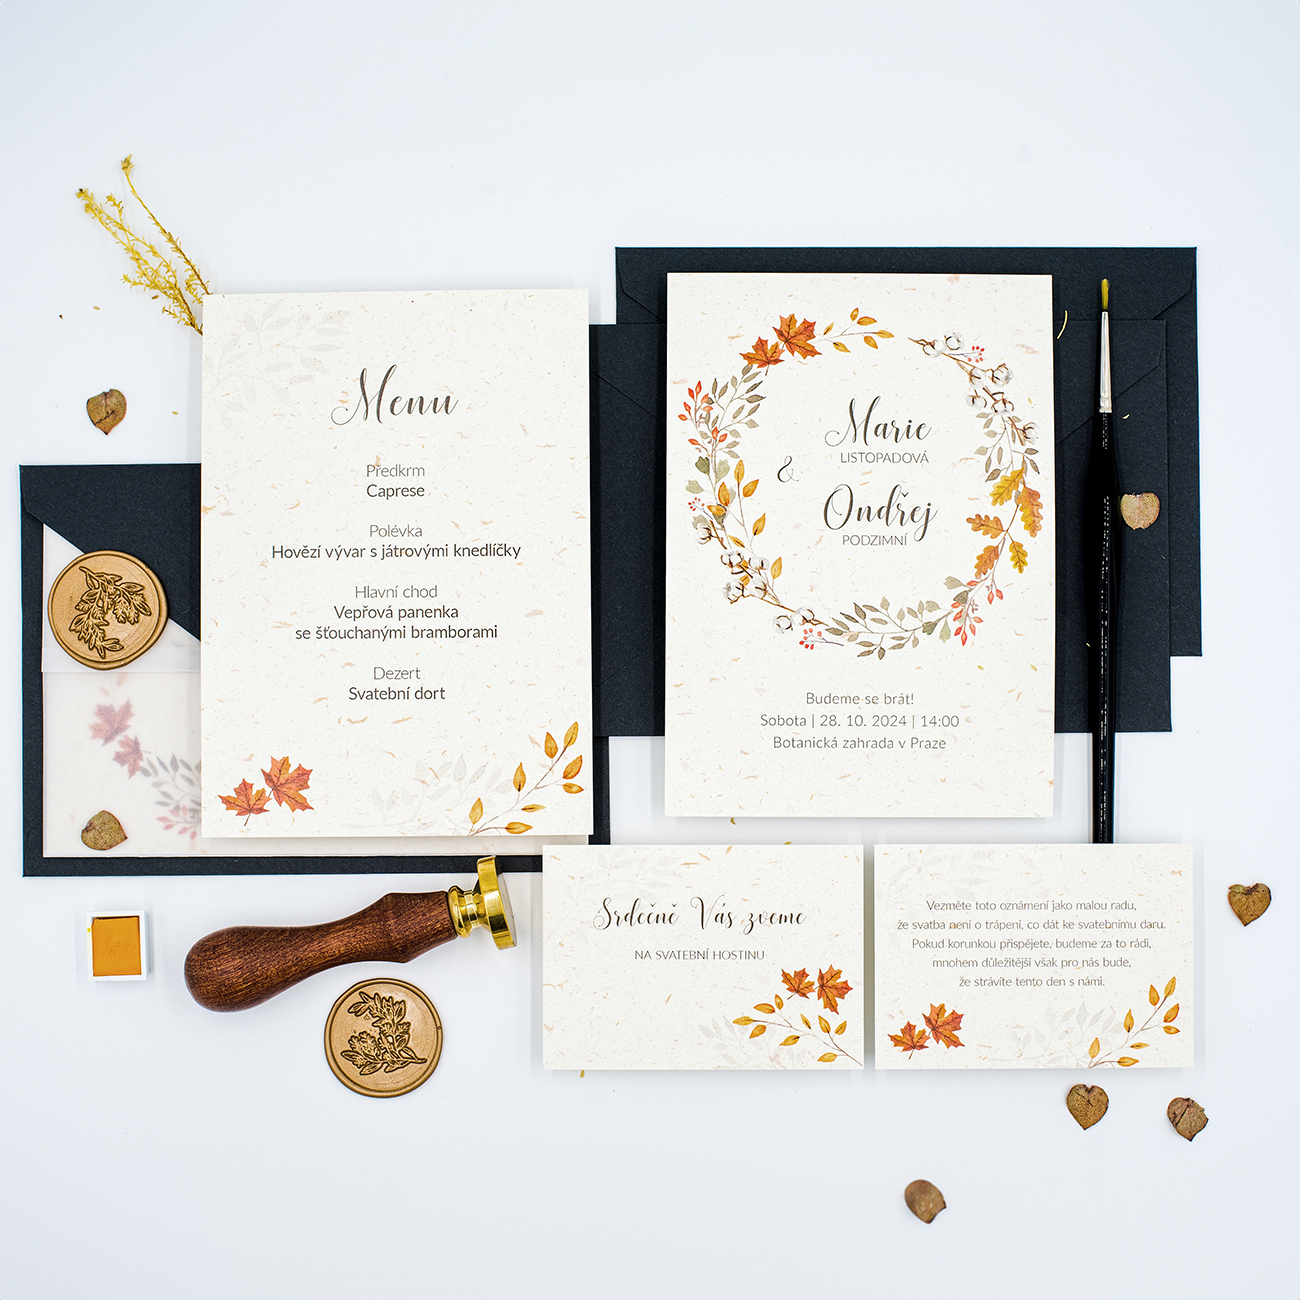 Menu
Předkrm
Caprese
Polévka
Hovězí vývar s játrovými knedlíčky
Hlavní chod
Vepřová panenka
se šťouchanými bramborami
Dezert
Svatební dort
Marie
LISTOPADOVÁ
&
Ondřej
PODZIMNÍ
Budeme se brát!
Sobota | 28. 10. 2024 | 14:00
Botanická zahrada v Praze
Srdečně Vás zveme
NA SVATEBNÍ HOSTINU
Vezměte toto oznámení jako malou radu,
že svatba není o trápení, co dát ke svatebnímu daru.
Pokud korunkou přispějete, budeme za to rádi,
mnohem důležitější však pro nás bude,
že strávíte tento den s námi.